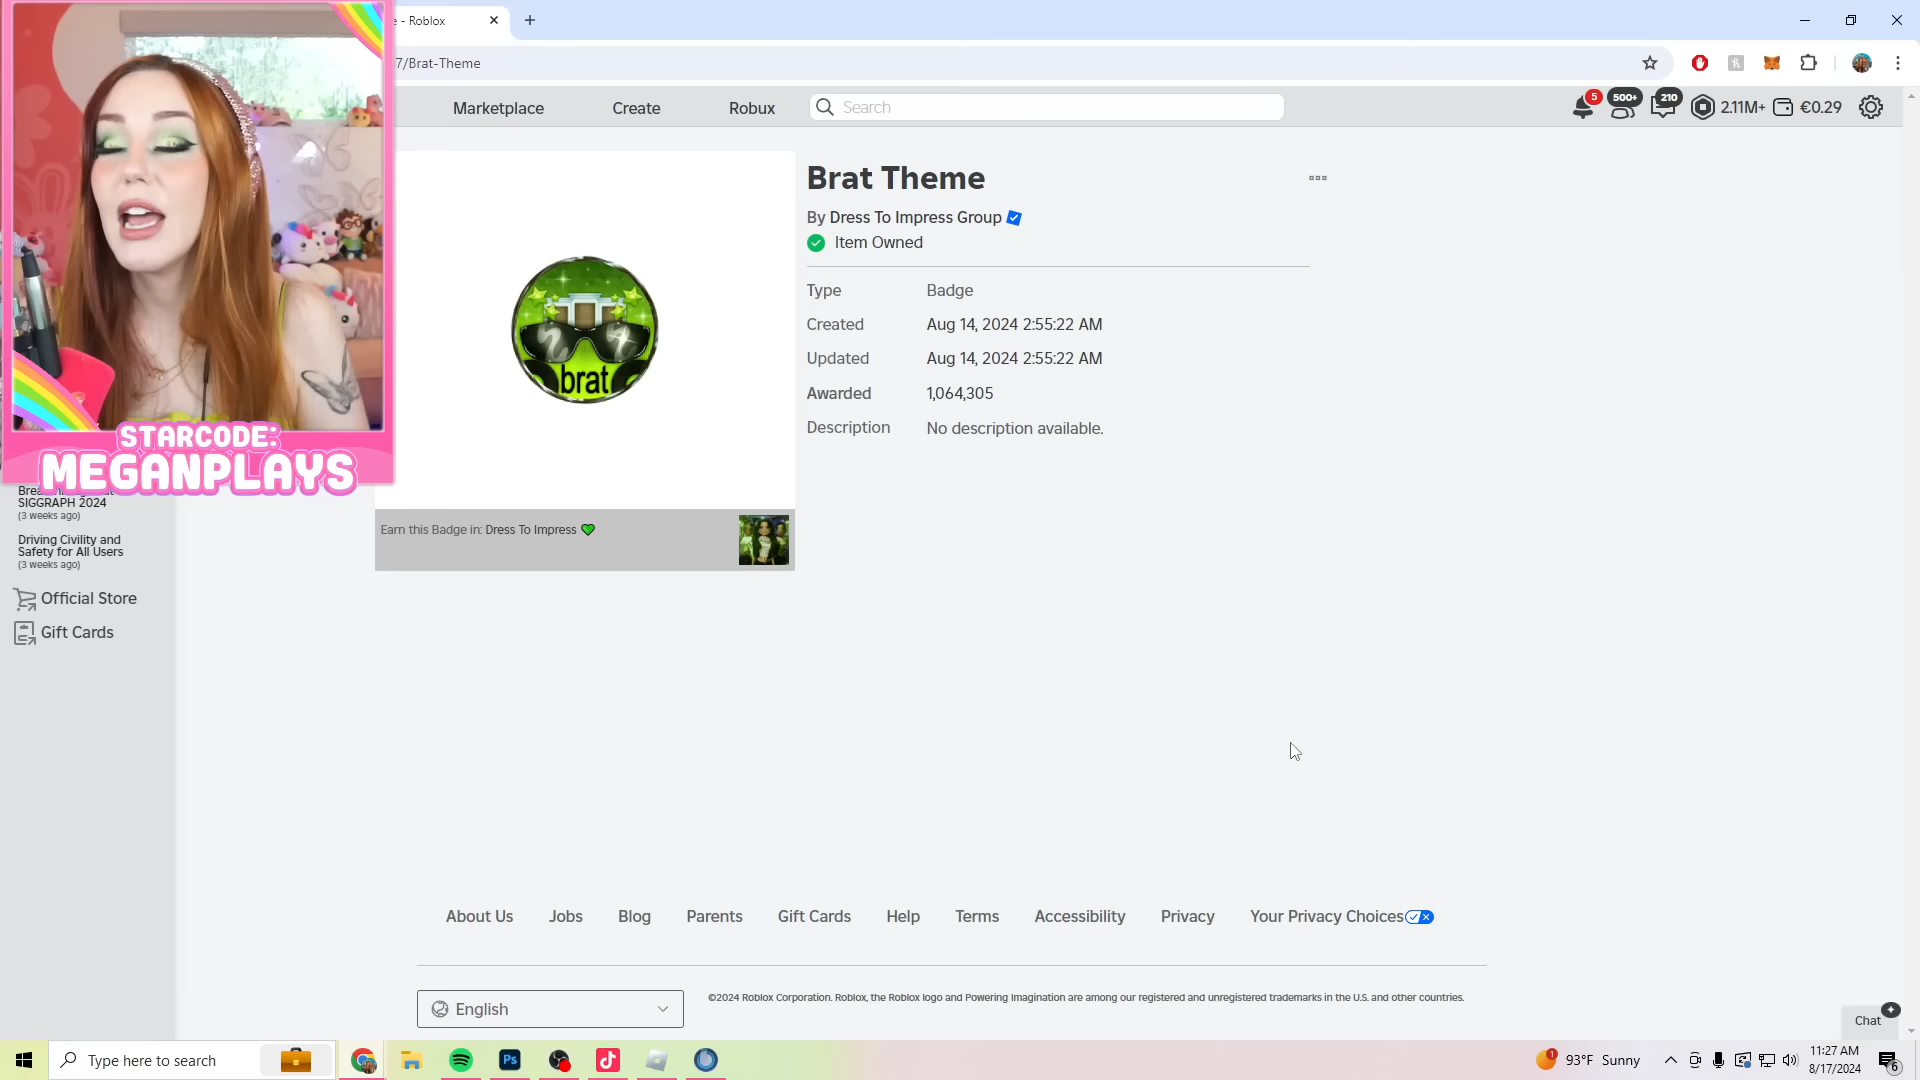 e - Roblox
7/Brat-Theme
Marketplace
Create
Robux
Search
5
500+
210
2.11M+
€0.29
Brat Theme
By Dress To Impress Group
Item Owned
Type Badge
Created Aug 14, 2024 2:55:22 AM
Updated Aug 14, 2024 2:55:22 AM
Awarded 1,064,305
Description No description available.
brat
STARCODE:
MEGANPLAYS
SIGGRAPH 2024
(3 weeks ago)
Driving Civility and
Safety for All Users
(3 weeks ago)
Official Store
Gift Cards
Earn this Badge in: Dress To Impress 💚
About Us
Jobs
Blog
Parents
Gift Cards
Help
Terms
Accessibility
Privacy
Your Privacy Choices
English
©2024 Roblox Corporation. Roblox, the Roblox logo and Powering Imagination are among our registered and unregistered trademarks in the U.S. and other countries.
Chat
Type here to search
Ps
1
93°F Sunny
11:27 AM
8/17/2024
6